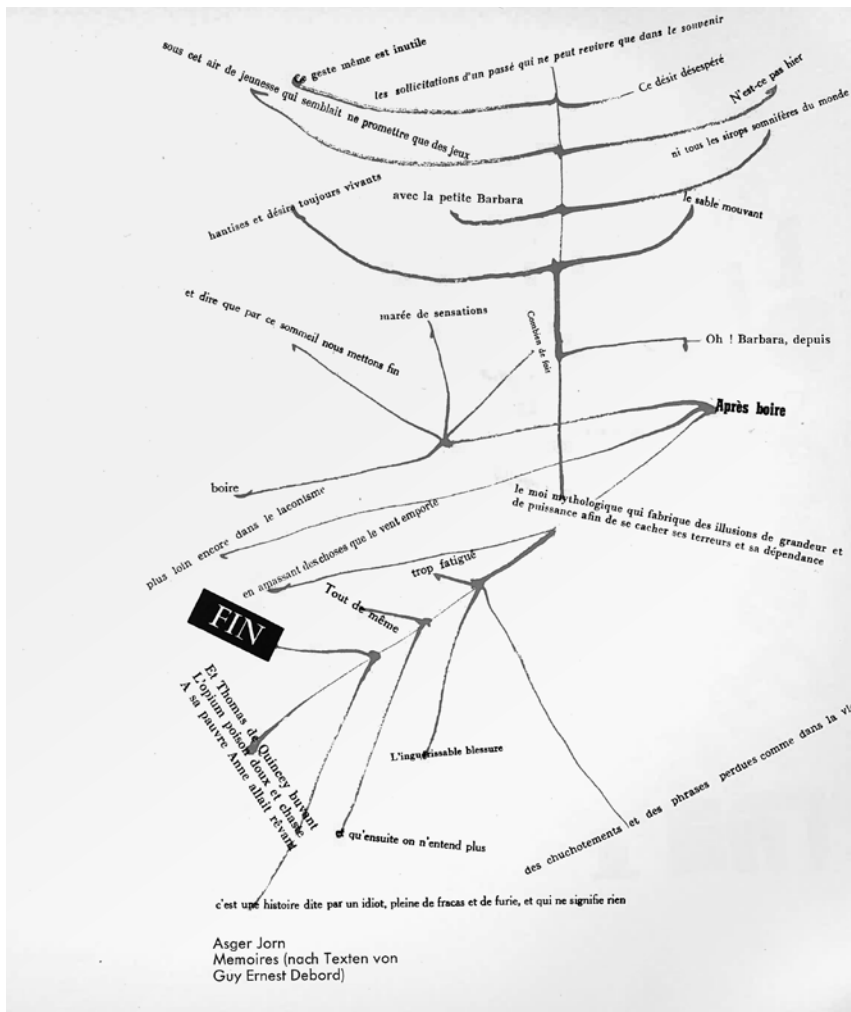 sous cet air de jeunesse qui semblait ne promettre que des jeux
Ce geste même est inutile
les sollicitations d'un passé qui ne peut revivre que dans le souvenir
Ce désir désespéré
N'est-ce pas hier
ni tous les sirops somnifères du monde
hantises et désirs toujours vivants
avec la petite Barbara
le sable mouvant
et dire que par ce sommeil nous mettons fin
marée de sensations
Combien de fois
Oh ! Barbara, depuis
Après boire
boire
plus loin encore dans le laconisme
le moi mythologique qui fabrique des illusions de grandeur et
de puissance afin de se cacher ses terreurs et sa dépendance
en amassant des choses que le vent emporte
trop fatigué
Tout de même
FIN
Et Thomas de Quincey buvant
L'opium poison doux et chaste
A sa pauvre Anne allait rêvant
L'inguérissable blessure
des chuchotements et des phrases perdues comme dans la
et qu'ensuite on n'entend plus
c'est une histoire dite par un idiot, pleine de fracas et de furie, et qui ne signifie rien
Asger Jorn
Memoires (nach Texten von
Guy Ernest Debord)